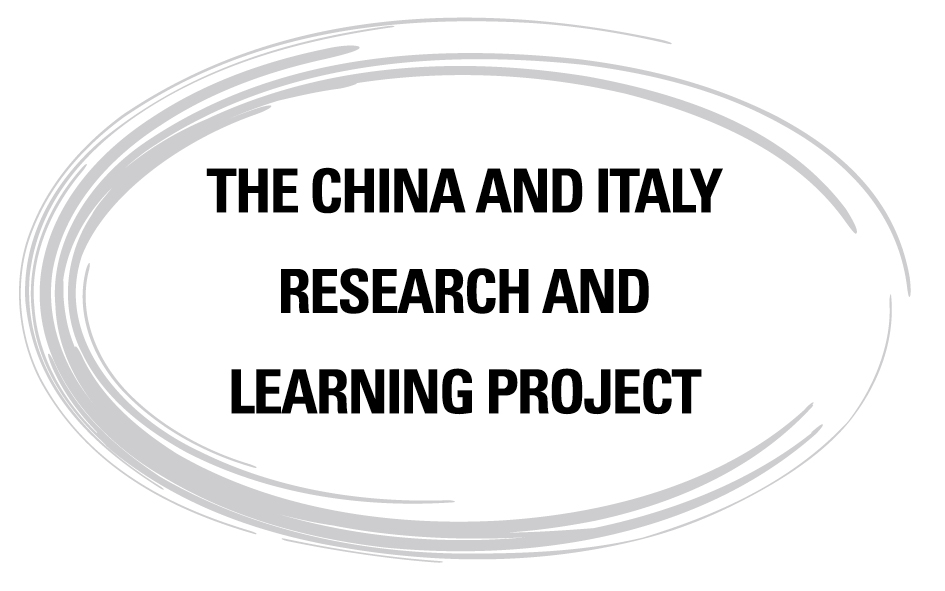 THE CHINA AND ITALY
RESEARCH AND
LEARNING PROJECT